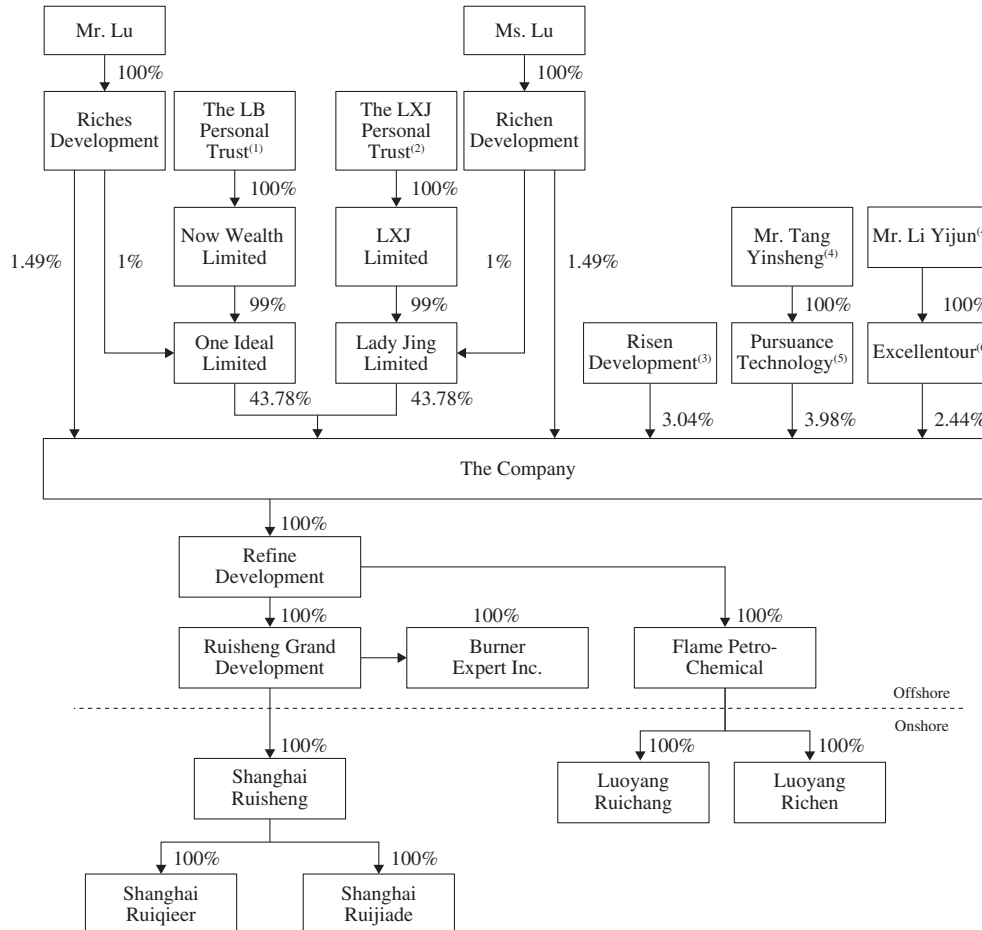 Mr. Lu
Ms. Lu
100%
100%
Riches
Development
The LB
Personal
Trust(1)
The LXJ
Personal
Trust(2)
Richen
Development
100%
100%
Now Wealth
Limited
LXJ
Limited
Mr. Tang
Yinsheng(4)
Mr. Li Yijun
1.49%
1%
1%
1.49%
99%
99%
100%
100%
One Ideal
Limited
Lady Jing
Limited
Risen
Development(3)
Pursuance
Technology(5)
Excellentour
43.78%
43.78%
3.04%
3.98%
2.44%
The Company
100%
Refine
Development
100%
100%
100%
Ruisheng Grand
Development
Burner
Expert Inc.
Flame Petro-
Chemical
Offshore
Onshore
100%
100%
100%
Shanghai
Ruisheng
Luoyang
Ruichang
Luoyang
Richen
100%
100%
Shanghai
Ruiqieer
Shanghai
Ruijiade